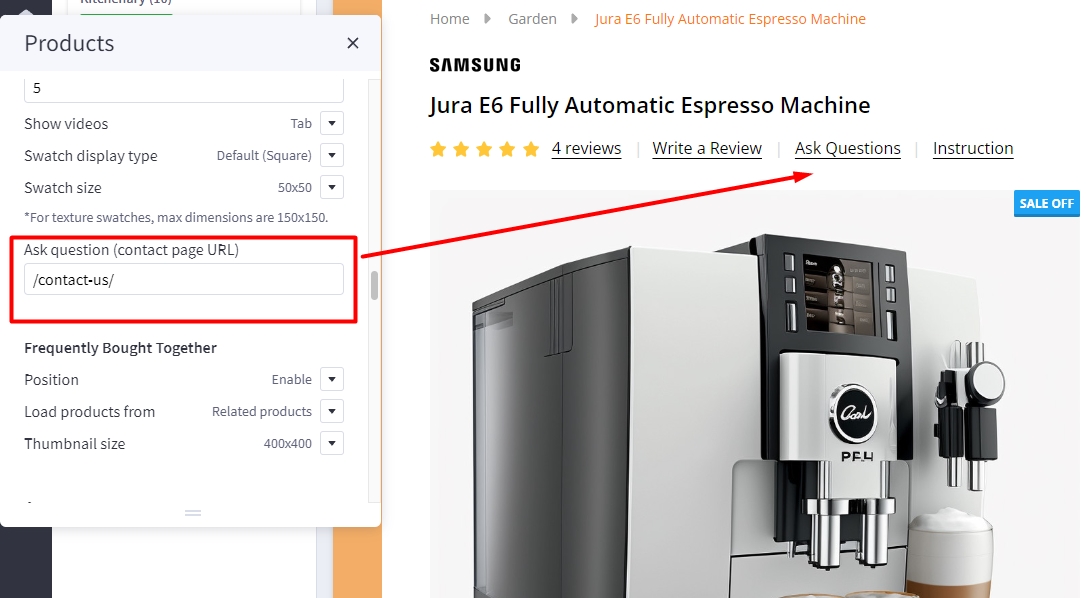 Kitchenary (10)
Products
5
Show videos
Tab
Swatch display type
Default (Square)
Swatch size
50x50
*For texture swatches, max dimensions are 150x150.
Ask question (contact page URL)
/contact-us/
Frequently Bought Together
Position
Enable
Load products from
Related products
Thumbnail size
400x400
Home
Garden
Jura E6 Fully Automatic Espresso Machine
SAMSUNG
Jura E6 Fully Automatic Espresso Machine
4 reviews
Write a Review
Ask Questions
Instruction
SALE OFF